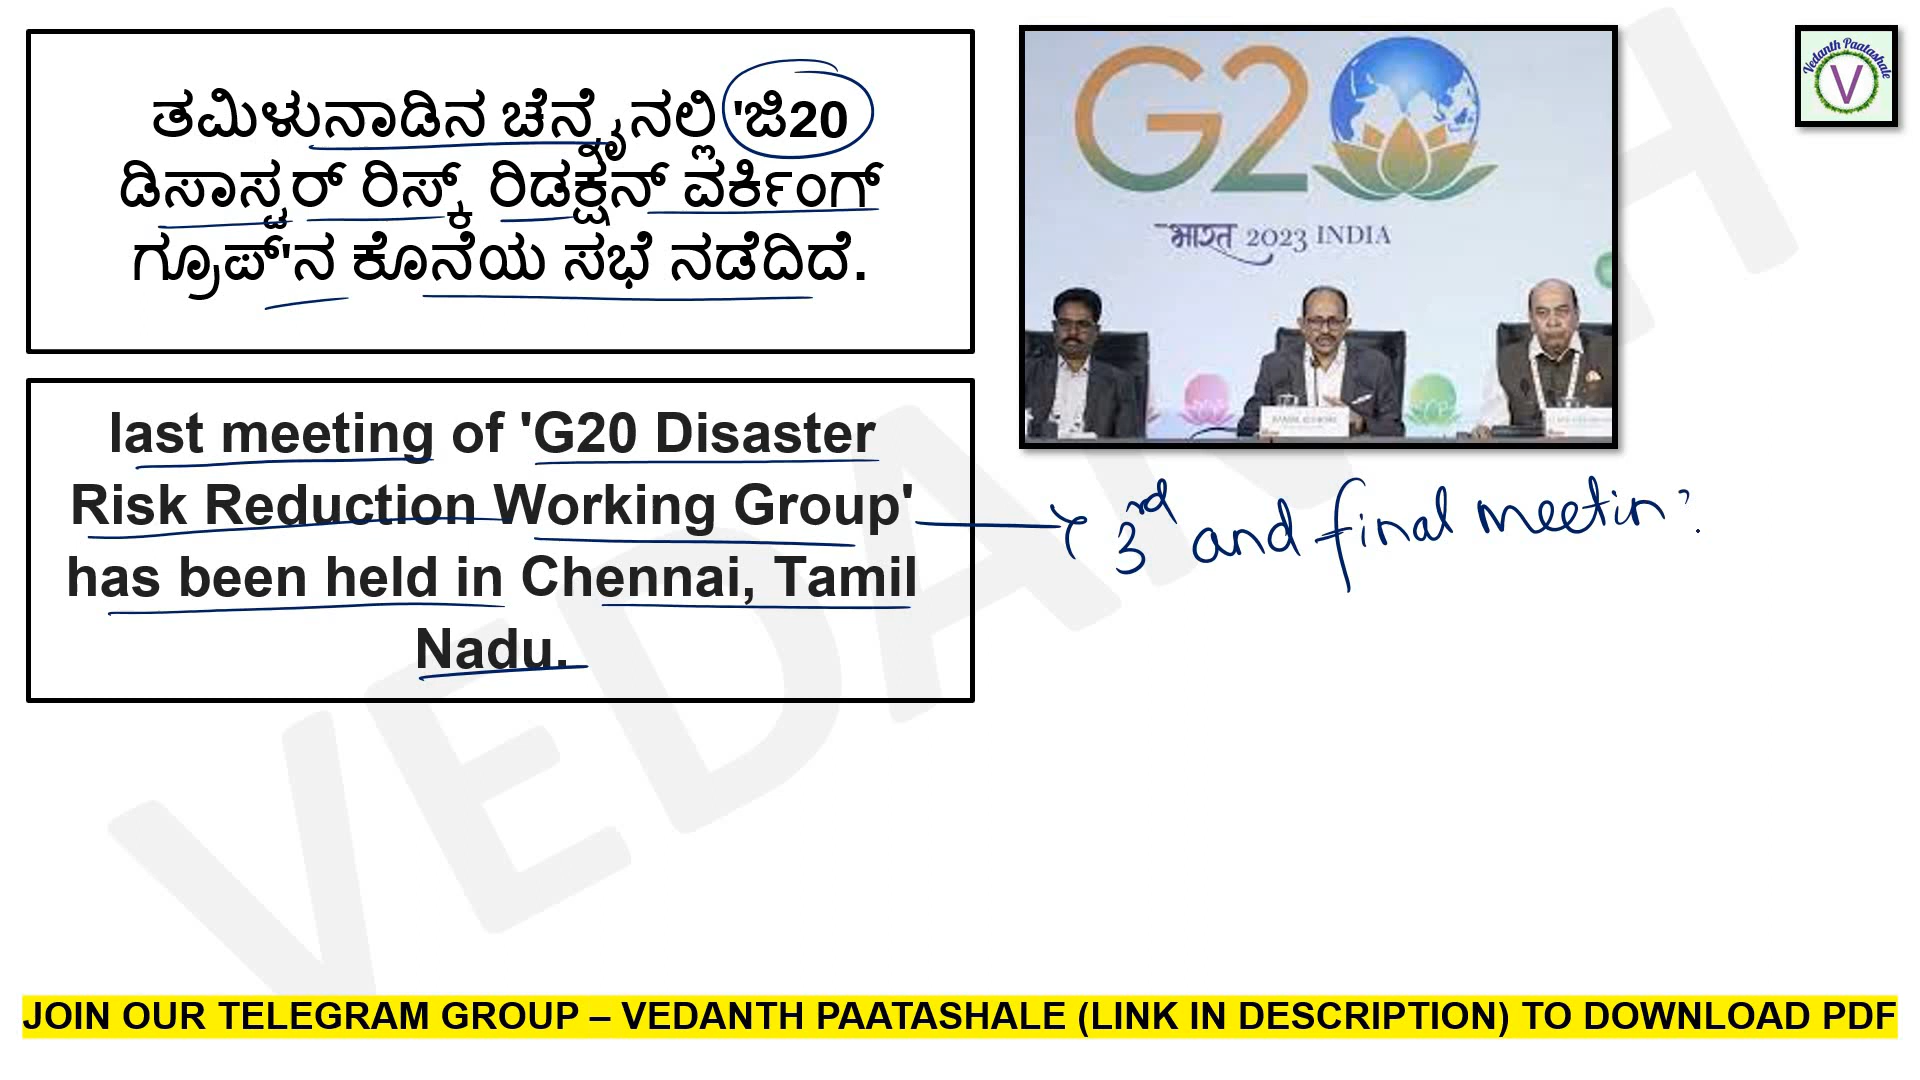 ತಮಿಳುನಾಡಿನ ಚೆನ್ನೈನಲ್ಲಿ 'ಜಿ20
ಡಿಸಾಸ್ಟರ್ ರಿಸ್ಕ್ ರಿಡಕ್ಷನ್ ವರ್ಕಿಂಗ್
ಗ್ರೂಪ್'ನ ಕೊನೆಯ ಸಭೆ ನಡೆದಿದೆ.
last meeting of 'G20 Disaster
Risk Reduction Working Group'
has been held in Chennai, Tamil
Nadu.
G20
भारत 2023 INDIA
Vedanth Paatashale
V
3rd and final meetin
VEDANTH
JOIN OUR TELEGRAM GROUP – VEDANTH PAATASHALE (LINK IN DESCRIPTION) TO DOWNLOAD PDF